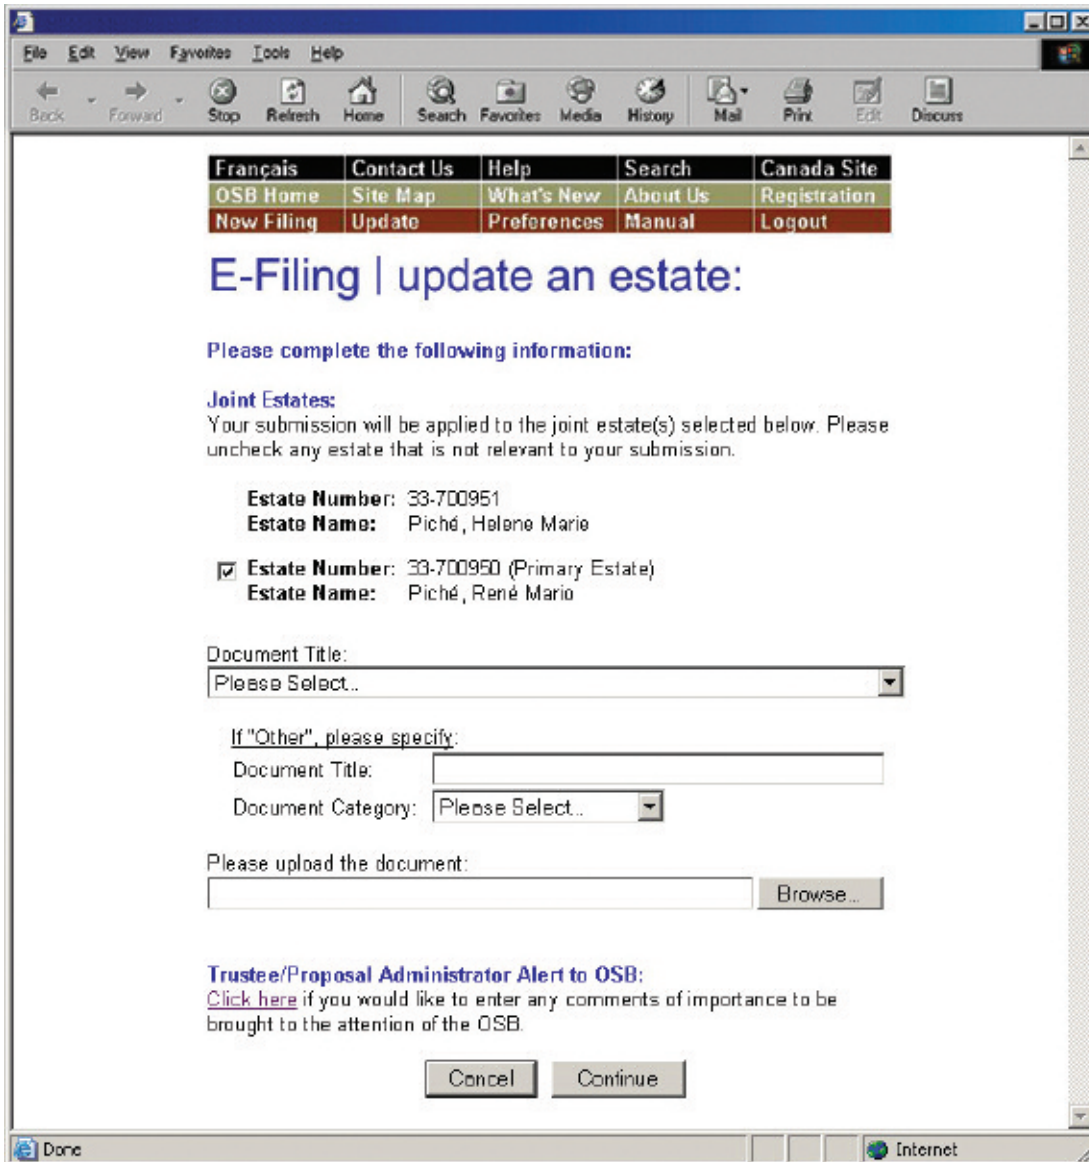 File Edit View Favorites Tools Help
Back Forward Stop Refresh Home Search Favorites Media History Mail Print Edit Discuss
Français Contact Us Help Search Canada Site
OSB Home Site Map What's New About Us Registration
New Filing Update Preferences Manual Logout
E-Filing | update an estate:
Please complete the following information:
Joint Estates:
Your submission will be applied to the joint estate(s) selected below. Please
uncheck any estate that is not relevant to your submission.
Estate Number: 33-700951
Estate Name: Piché, Helene Marie
Estate Number: 33-700950 (Primary Estate)
Estate Name: Piché, René Mario
Document Title:
Please Select...
If "Other", please specify:
Document Title:
Document Category: Please Select...
Please upload the document:
Browse...
Trustee/Proposal Administrator Alert to OSB:
Click here if you would like to enter any comments of importance to be
brought to the attention of the OSB.
Cancel Continue
Done Internet